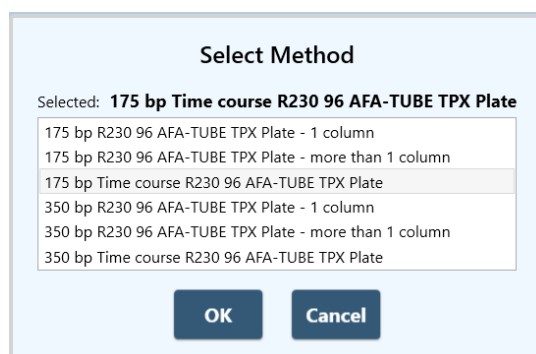 Select Method
Selected: 175 bp Time course R230 96 AFA-TUBE TPX Plate
175 bp R230 96 AFA-TUBE TPX Plate - 1 column
175 bp R230 96 AFA-TUBE TPX Plate - more than 1 column
175 bp Time course R230 96 AFA-TUBE TPX Plate
350 bp R230 96 AFA-TUBE TPX Plate - 1 column
350 bp R230 96 AFA-TUBE TPX Plate - more than 1 column
350 bp Time course R230 96 AFA-TUBE TPX Plate
OK Cancel